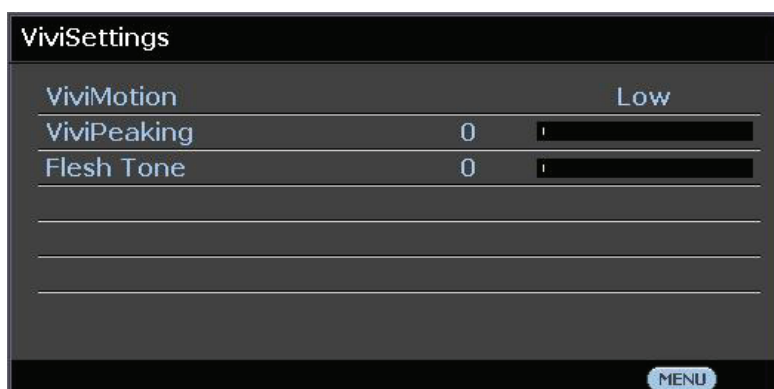 ViviSettings
ViviMotion Low
ViviPeaking 0
Flesh Tone 0
MENU